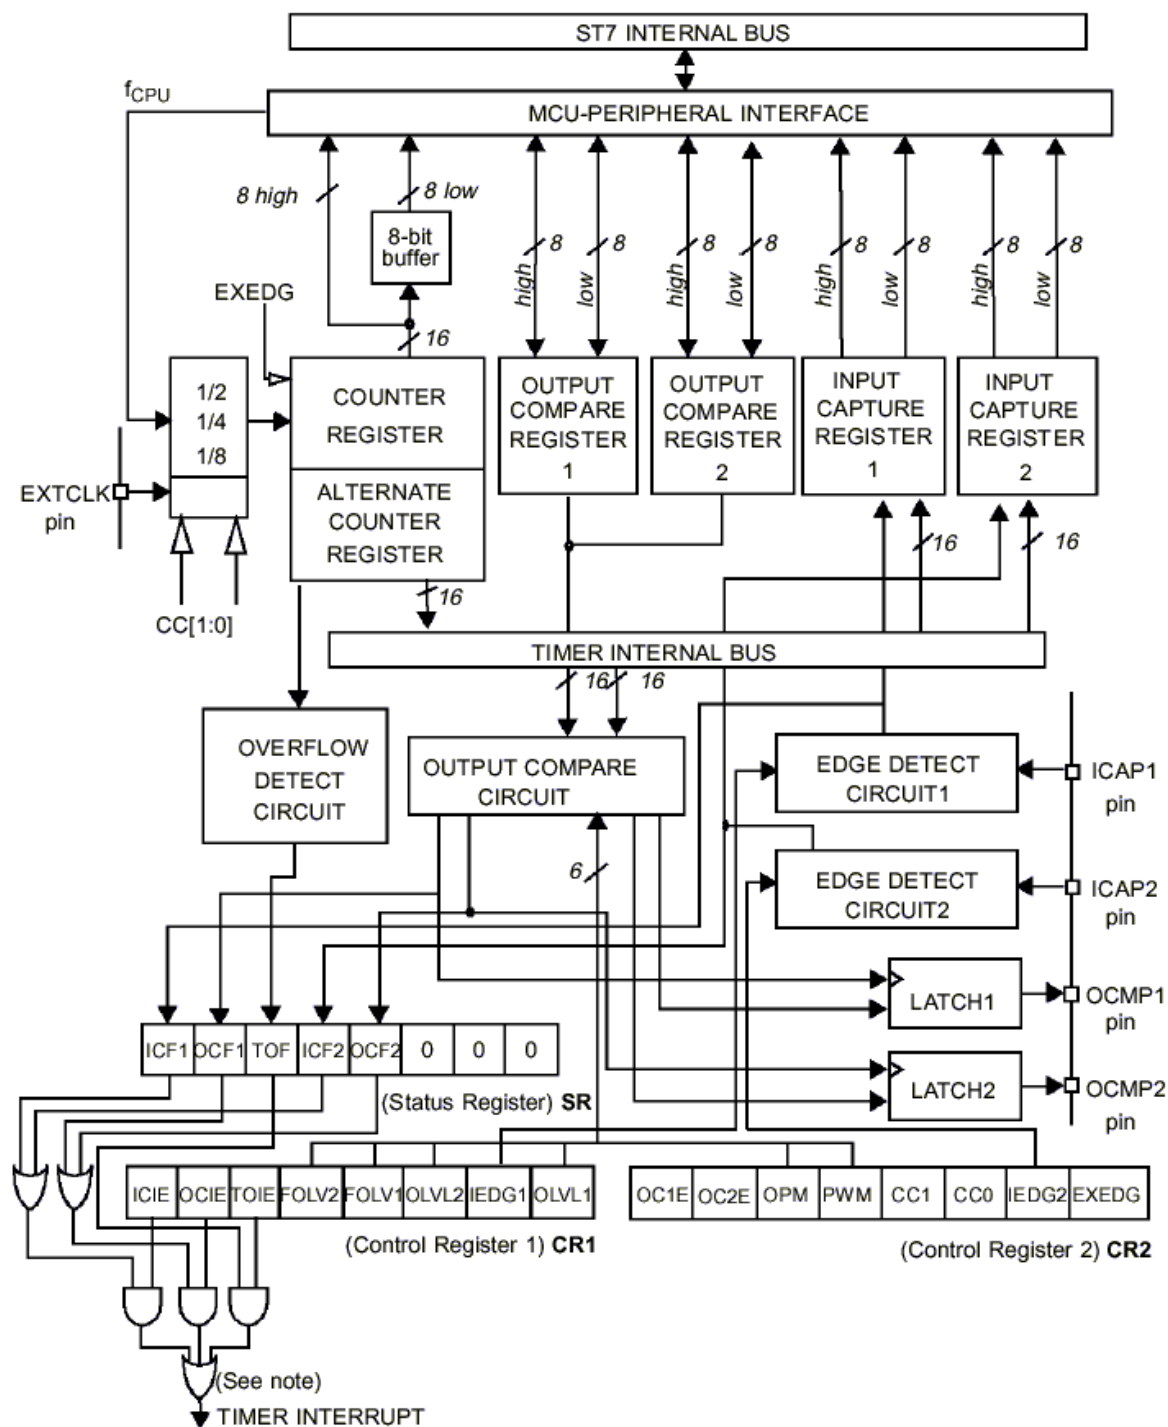 ST7 INTERNAL BUS
fCPU
MCU-PERIPHERAL INTERFACE
8 high
8 low
8-bit
buffer
high
8
low
8
high
8
low
8
high
8
low
8
high
8
low
8
EXEDG
16
1/2
1/4
1/8
COUNTER
REGISTER
ALTERNATE
COUNTER
REGISTER
OUTPUT
COMPARE
REGISTER
1
OUTPUT
COMPARE
REGISTER
2
INPUT
CAPTURE
REGISTER
1
INPUT
CAPTURE
REGISTER
2
EXTCLK
pin
CC[1:0]
16
16
16
TIMER INTERNAL BUS
16
16
OVERFLOW
DETECT
CIRCUIT
OUTPUT COMPARE
CIRCUIT
EDGE DETECT
CIRCUIT1
ICAP1
pin
6
EDGE DETECT
CIRCUIT2
ICAP2
pin
LATCH1
OCMP1
pin
LATCH2
OCMP2
pin
ICF1 OCF1 TOF ICF2 OCF2 0 0 0
(Status Register) SR
ICIE OCIE TOIE FOLV2 FOLV1 OLVL2 IEDG1 OLVL1
(Control Register 1) CR1
OC1E OC2E OPM PWM CC1 CC0 IEDG2 EXEDG
(Control Register 2) CR2
(See note)
TIMER INTERRUPT